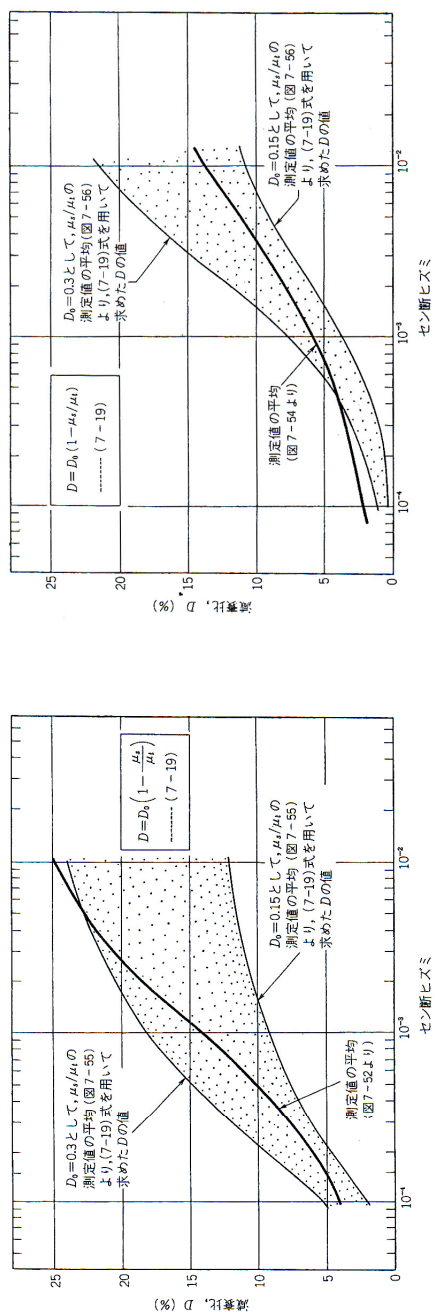 減衰比, D (%)
25
20
15
10
5
0
D₀=0.3として, μs/μtの
測定値の平均(図7-55)
より, (7-19)式を用いて
求めたDの値
D=D₀(1-μs/μt)
-------- (7-19)
D₀=0.15として, μs/μtの
測定値の平均(図7-55)
より, (7-19)式を用いて
求めたDの値
測定値の平均
(図7-52より)
10⁻⁴
10⁻³
10⁻²
セン断ヒズミ
減衰比, D (%)
25
20
15
10
5
0
D=D₀(1-μs/μt)
-------- (7-19)
D₀=0.3として, μs/μtの
測定値の平均(図7-56)
より, (7-19)式を用いて
求めたDの値
測定値の平均
(図7-54より)
D₀=0.15として, μs/μtの
測定値の平均(図7-56)
より, (7-19)式を用いて
求めたDの値
10⁻⁴
10⁻³
10⁻²
セン断ヒズミ